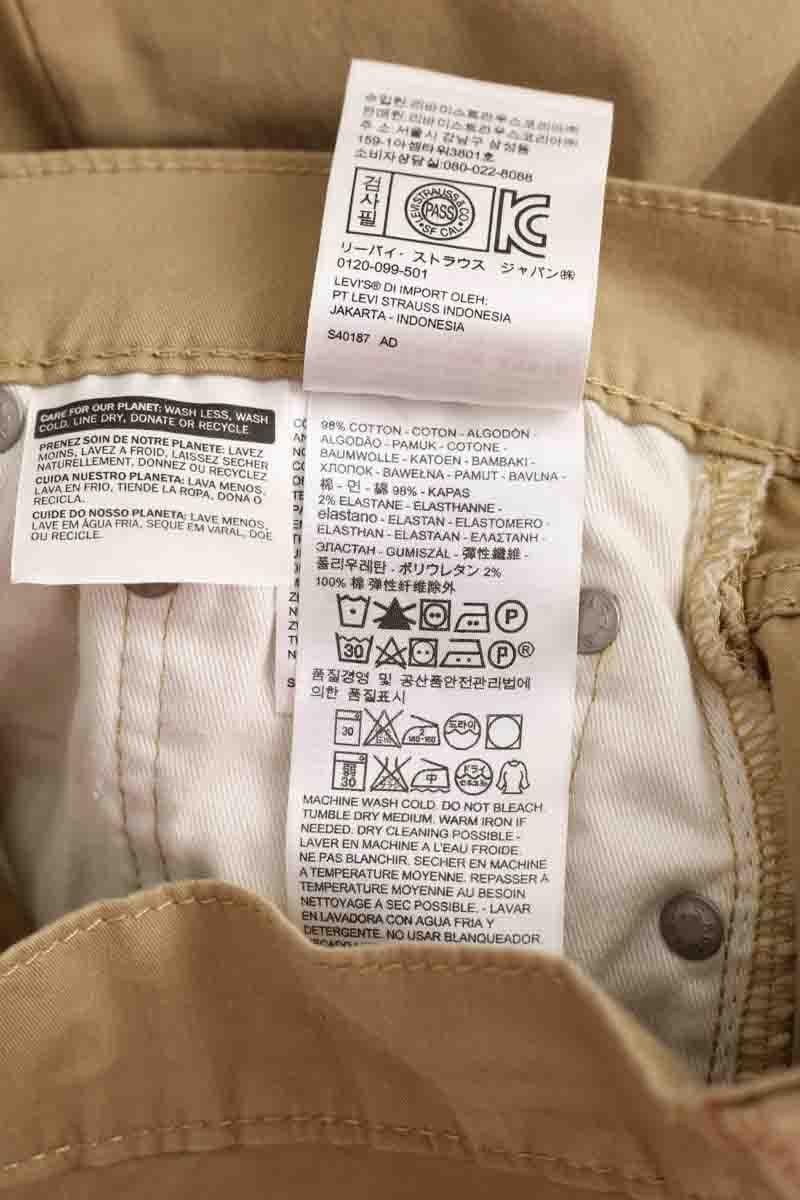 수입원:리바이스트라우스코리아㈜
판매원:리바이스트라우스코리아㈜
주 소:서울시 강남구 삼성동
159-1아셈타워3801호
소비자상담실:080-022-8088
검사필
LEVI STRAUSS & CO
PASS
SF CAL
KC
リーバイ・ストラウス ジャパン㈱
0120-099-501
LEVI'S® DI IMPORT OLEH:
PT LEVI STRAUSS INDONESIA
JAKARTA - INDONESIA
S40187 AD
CARE FOR OUR PLANET: WASH LESS, WASH
COLD, LINE DRY, DONATE OR RECYCLE
PRENEZ SOIN DE NOTRE PLANETE: LAVEZ
MOINS, LAVEZ A FROID, LAISSEZ SECHER
NATURELLEMENT, DONNEZ OU RECYCLEZ
CUIDA NUESTRO PLANETA: LAVA MENOS,
LAVA EN FRIO, TIENDE LA ROPA, DONA O
RECICLA.
CUIDE DO NOSSO PLANETA: LAVE MENOS,
LAVE EM ÁGUA FRIA, SEQUE EM VARAL, DOE
OU RECICLE.
98% COTTON - COTON - ALGODÓN -
ALGODÃO - PAMUK - COTONE -
BAUMWOLLE - KATOEN - BAMBAKI -
ХЛОПОК - BAWEŁNA - PAMUT - BAVLNA -
棉 - 면 - 綿 98% - KAPAS
2% ELASTANE - ELASTHANNE -
elastano - ELASTAN - ELASTOMERO -
ELASTHAN - ELASTAAN - ΕΛΑΣΤΑΝΗ -
ЭЛАСТАН - GUMISZÁL - 彈性纖維 -
폴리우레탄 - ポリウレタン 2%
100% 棉 弹性纤维除外
P
30 P ®
품질경영 및 공산품안전관리법에
의한 품질표시
30 2 140-160 드라이
30 中 ドライ
MACHINE WASH COLD. DO NOT BLEACH.
TUMBLE DRY MEDIUM. WARM IRON IF
NEEDED. DRY CLEANING POSSIBLE -
LAVER EN MACHINE A L'EAU FROIDE.
NE PAS BLANCHIR. SECHER EN MACHINE
A TEMPERATURE MOYENNE. REPASSER À
TEMPERATURE MOYENNE AU BESOIN
NETTOYAGE A SEC POSSIBLE. - LAVAR
EN LAVADORA CON AGUA FRIA Y
DETERGENTE. NO USAR BLANQUEADOR.